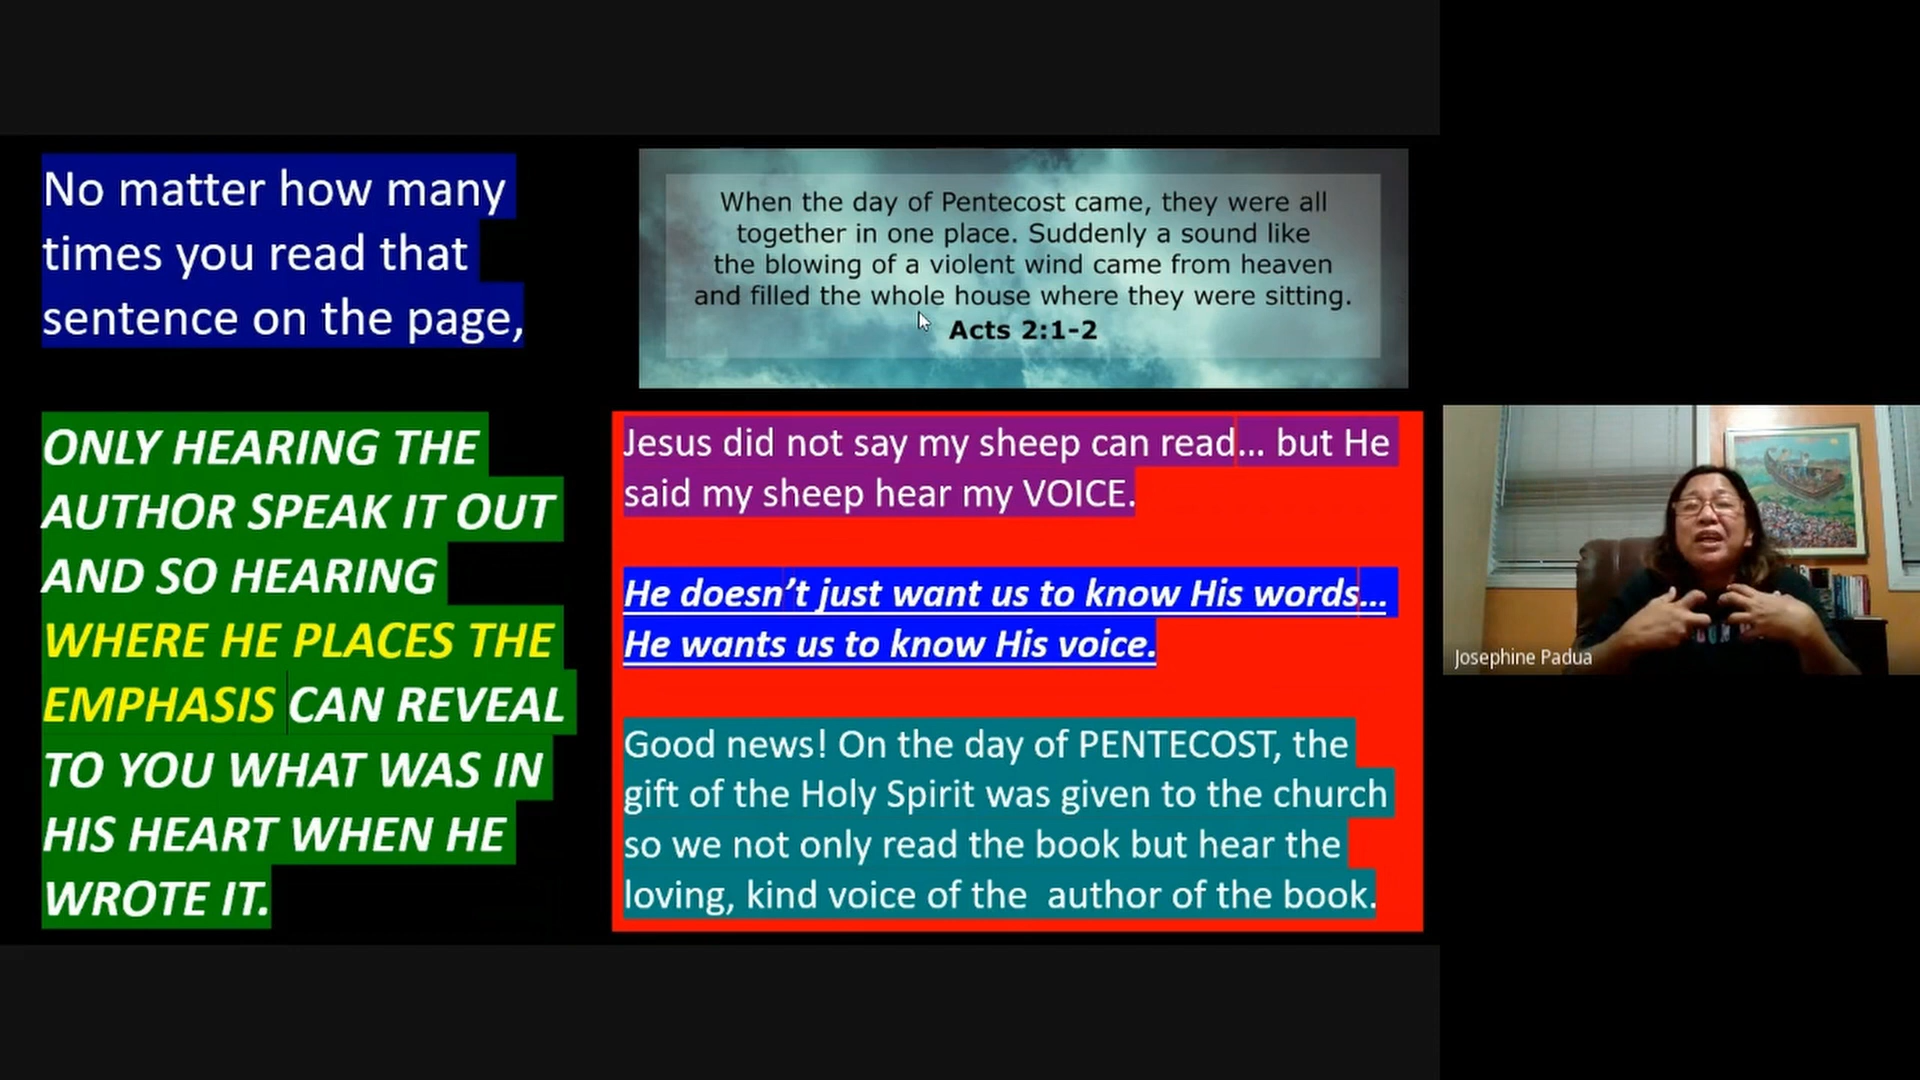 No matter how many
times you read that
sentence on the page,
ONLY HEARING THE
AUTHOR SPEAK IT OUT
AND SO HEARING
WHERE HE PLACES THE
EMPHASIS CAN REVEAL
TO YOU WHAT WAS IN
HIS HEART WHEN HE
WROTE IT.
When the day of Pentecost came, they were all
together in one place. Suddenly a sound like
the blowing of a violent wind came from heaven
and filled the whole house where they were sitting.
Acts 2:1-2
Jesus did not say my sheep can read... but He
said my sheep hear my VOICE.
He doesn’t just want us to know His words...
He wants us to know His voice.
Good news! On the day of PENTECOST, the
gift of the Holy Spirit was given to the church
so we not only read the book but hear the
loving, kind voice of the  author of the book.
Josephine Padua